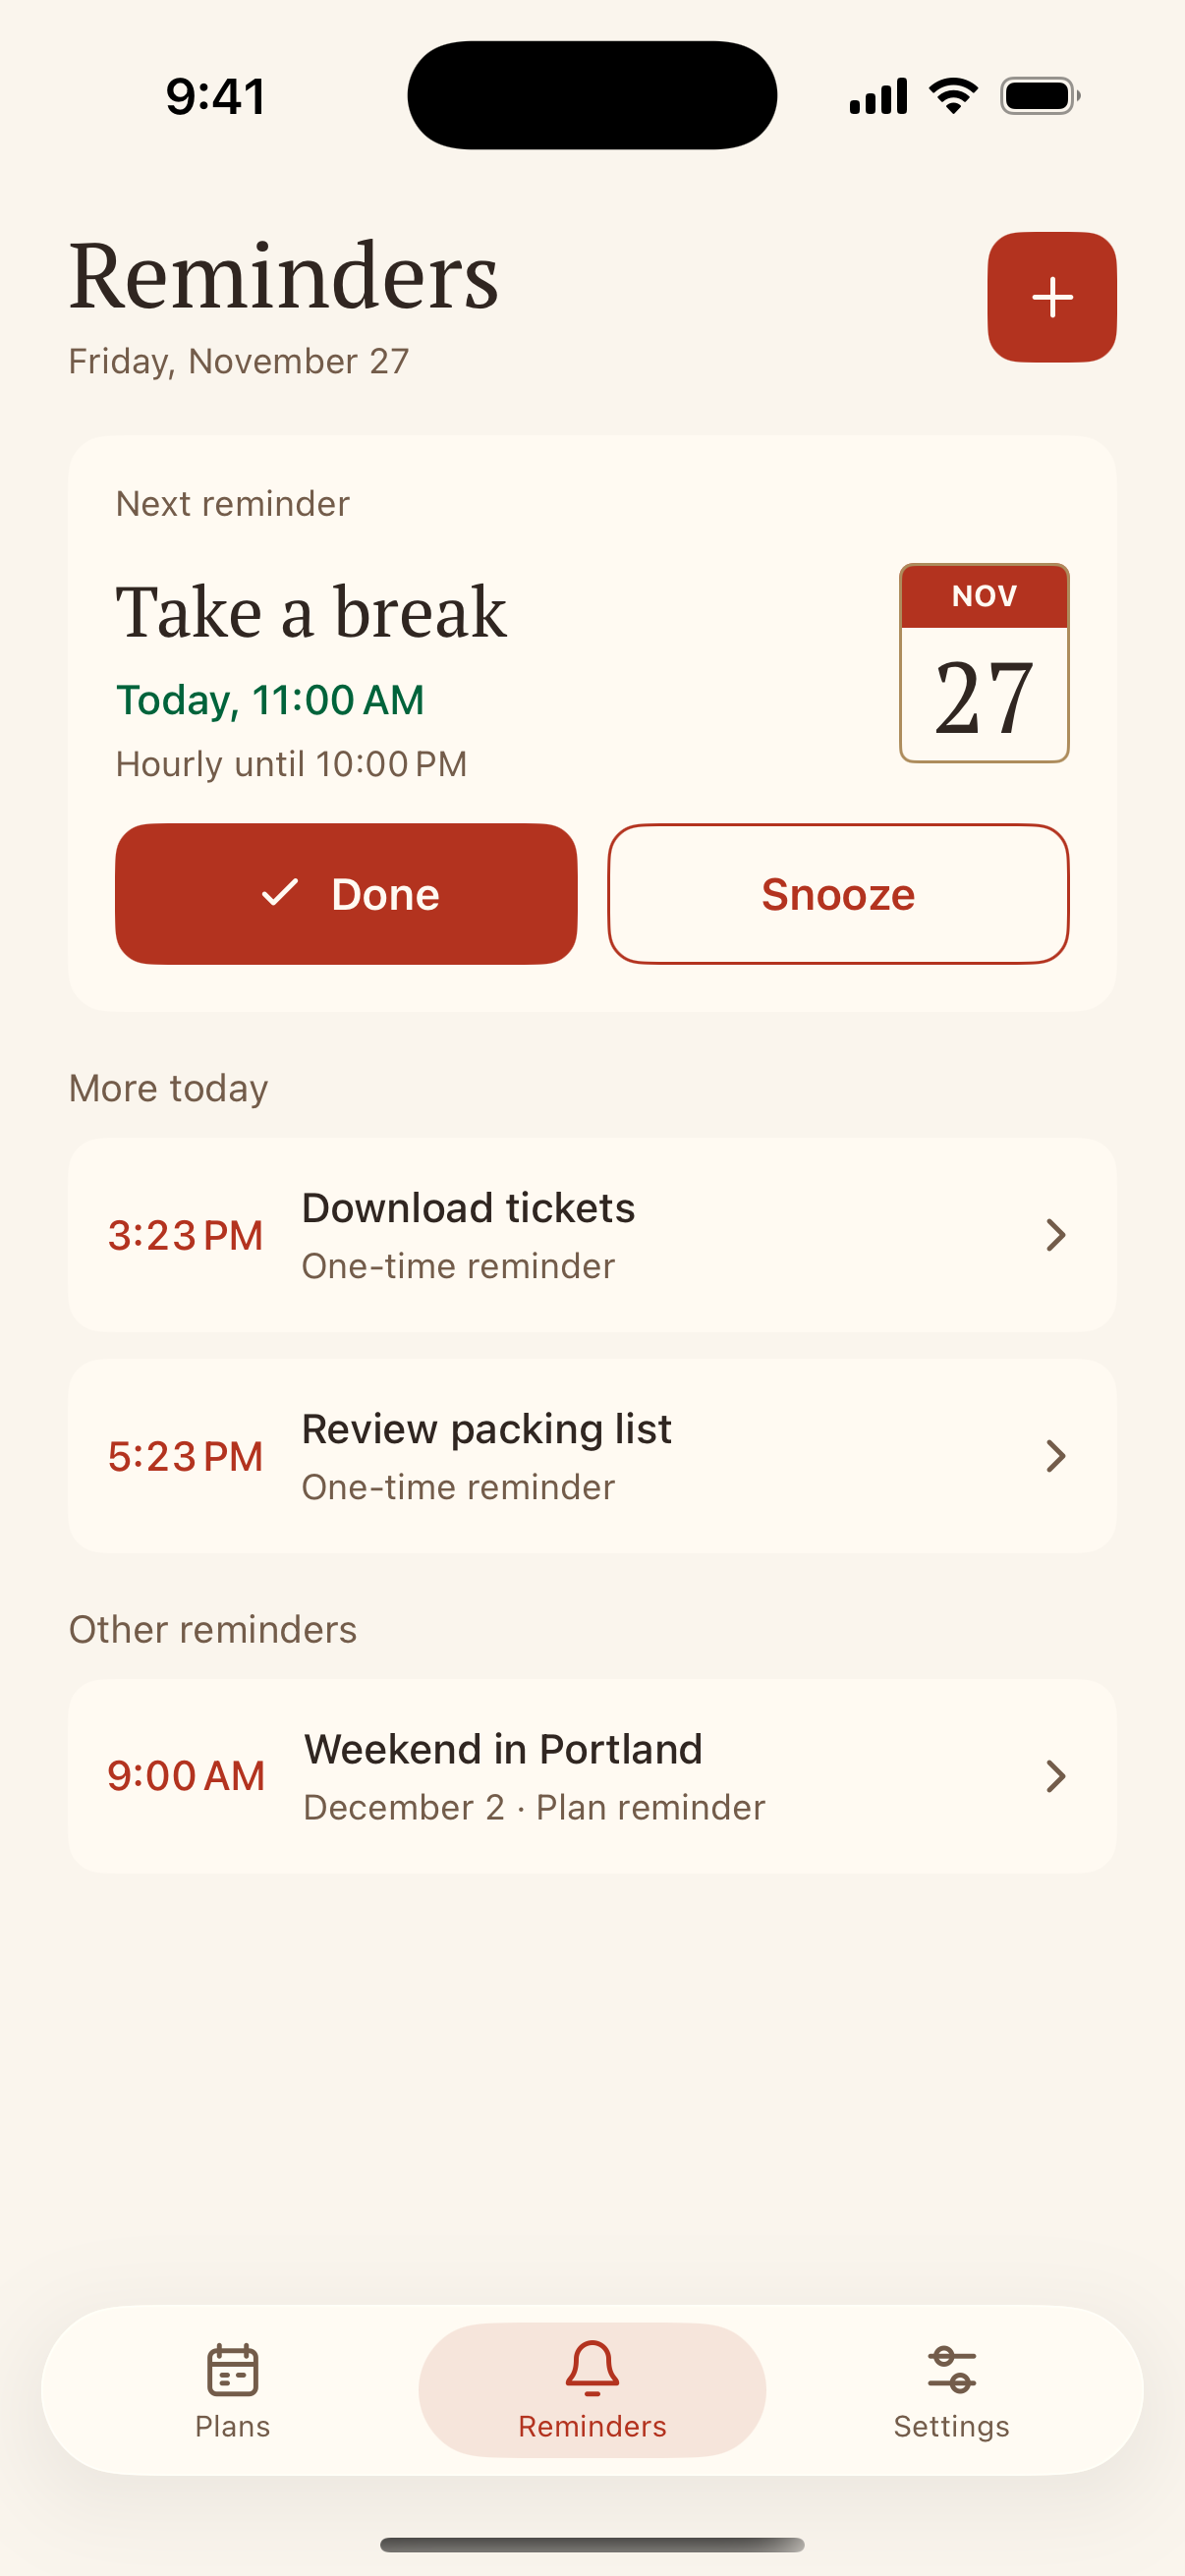 9:41
Reminders
Friday, November 27
Next reminder
Take a break
Today, 11:00 AM
Hourly until 10:00 PM
NOV
27
Done
Snooze
More today
3:23 PM
Download tickets
One-time reminder
5:23 PM
Review packing list
One-time reminder
Other reminders
9:00 AM
Weekend in Portland
December 2 · Plan reminder
Plans
Reminders
Settings